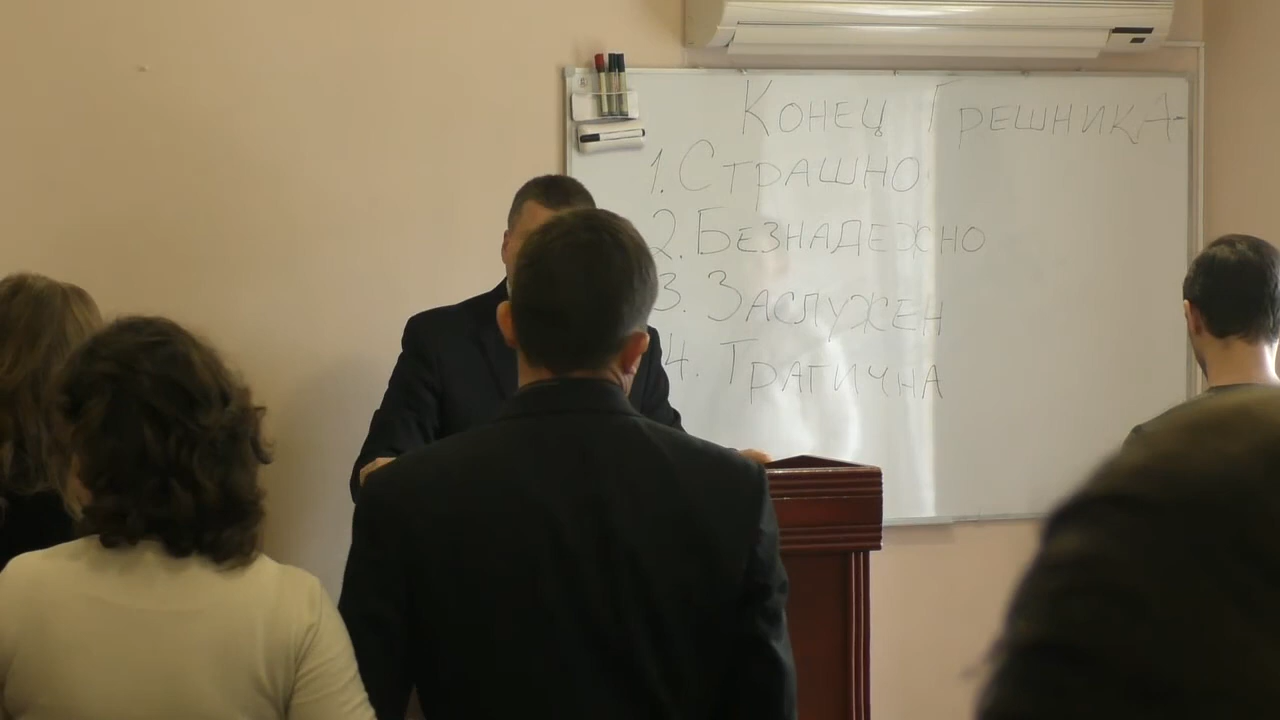 Конец Грешника-
1. Страшно
2. Безнадежно
3. Заслужен
4. Трагична